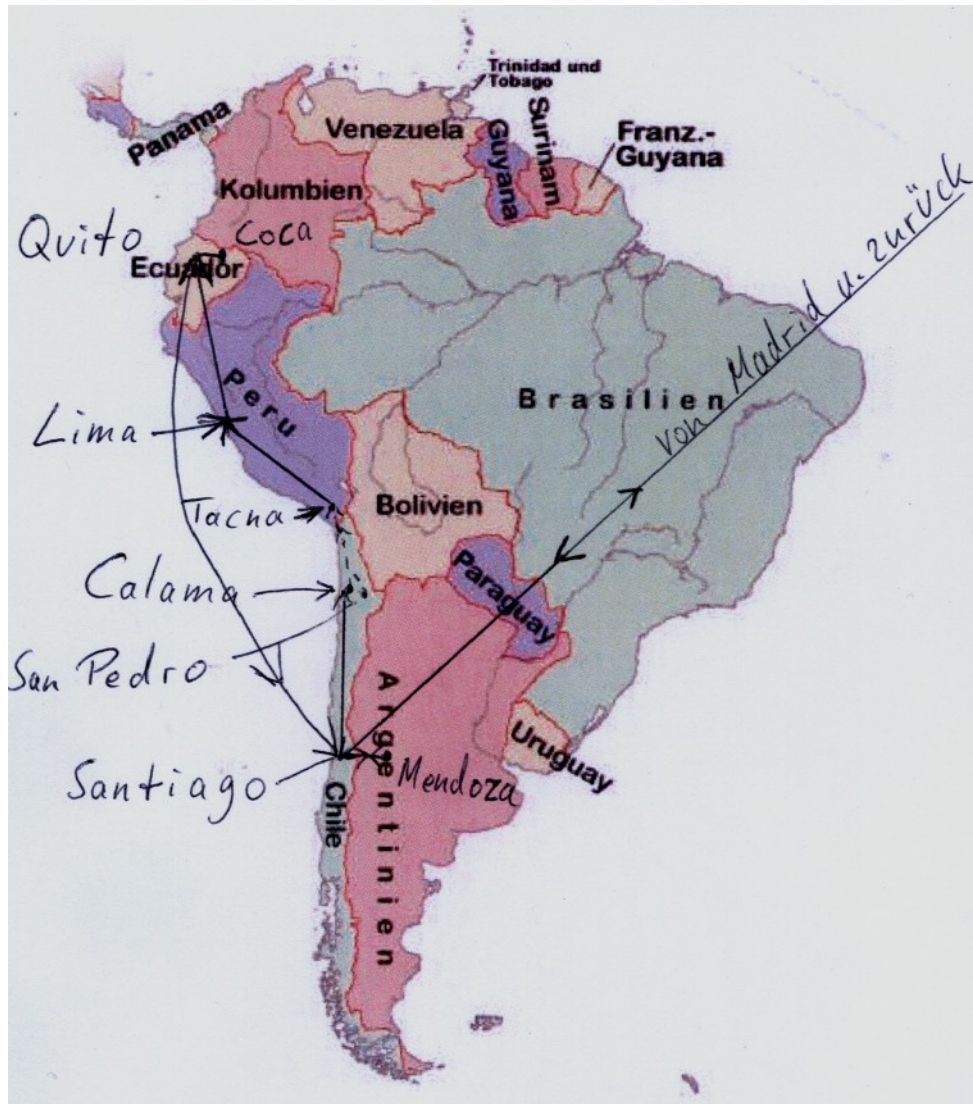 Trinidad und
Tobago
Panama
Venezuela
Guyana
Surinam
Franz.-
Guyana
Kolumbien
Quito
Coca
Ecuador
von Madrid u. zurück
Peru
Brasilien
Lima
Tacna
Bolivien
Calama
Paraguay
San Pedro
Argentinien
Uruguay
Santiago
Mendoza
Chile